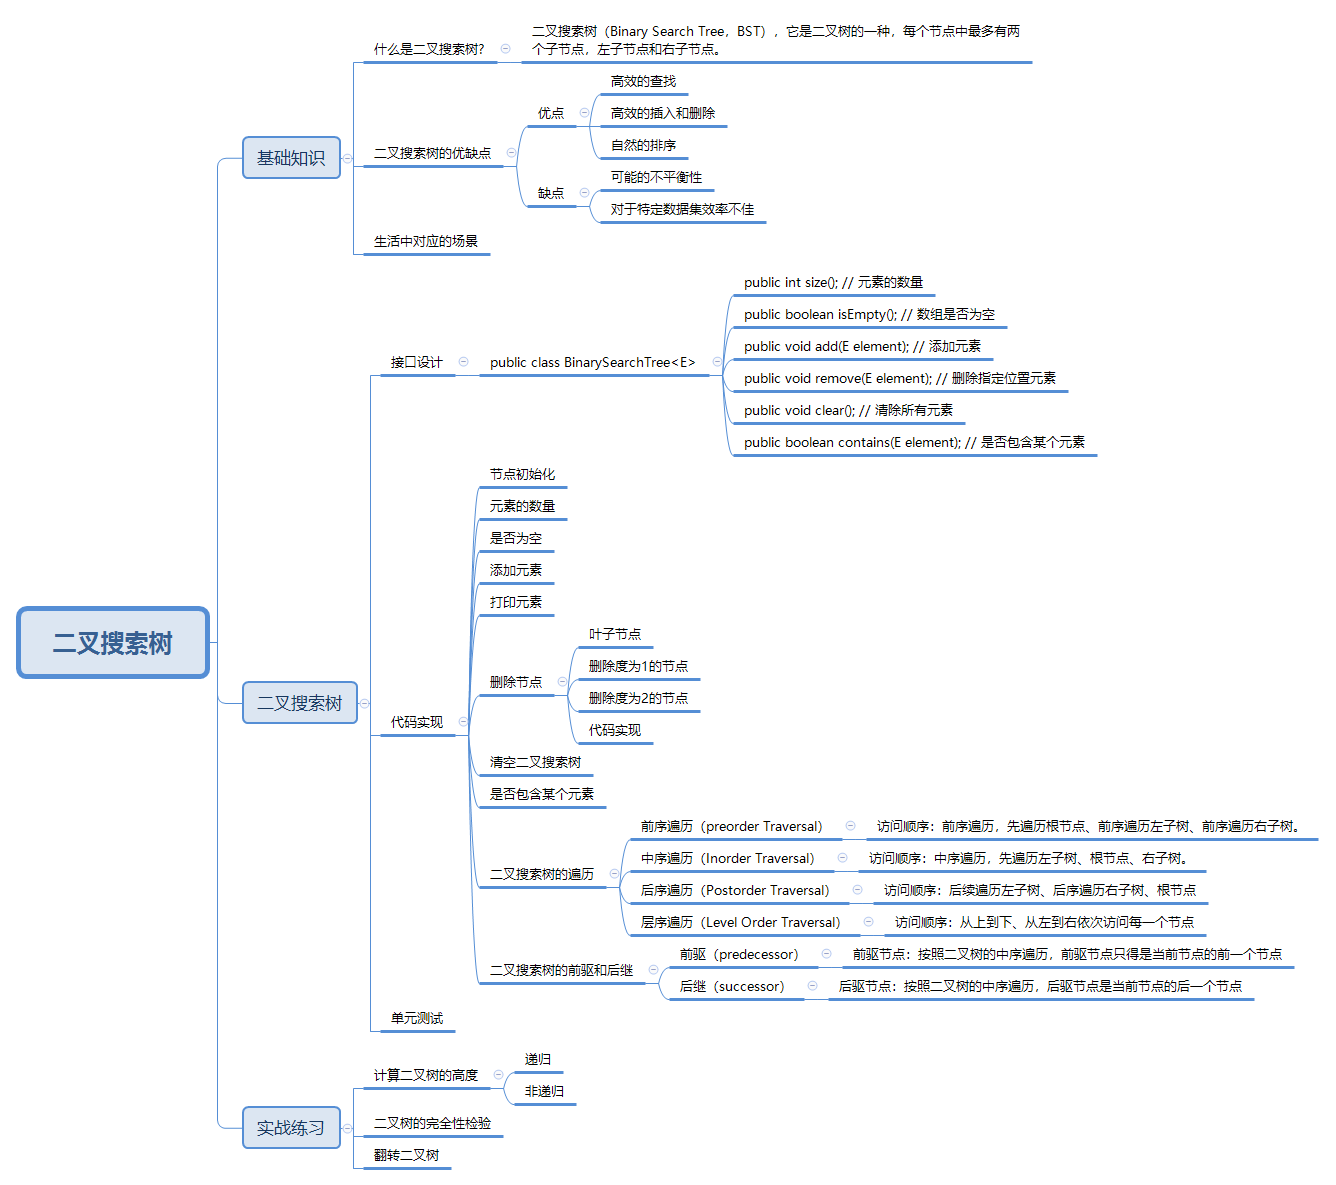 二叉搜索树
基础知识
什么是二叉搜索树?
二叉搜索树（Binary Search Tree，BST），它是二叉树的一种，每个节点中最多有两
个子节点，左子节点和右子节点。
二叉搜索树的优缺点
优点
高效的查找
高效的插入和删除
自然的排序
缺点
可能的不平衡性
对于特定数据集效率不佳
生活中对应的场景
二叉搜索树
接口设计
public class BinarySearchTree<E>
public int size(); // 元素的数量
public boolean isEmpty(); // 数组是否为空
public void add(E element); // 添加元素
public void remove(E element); // 删除指定位置元素
public void clear(); // 清除所有元素
public boolean contains(E element); // 是否包含某个元素
代码实现
节点初始化
元素的数量
是否为空
添加元素
打印元素
删除节点
叶子节点
删除度为1的节点
删除度为2的节点
代码实现
清空二叉搜索树
是否包含某个元素
二叉搜索树的遍历
前序遍历（preorder Traversal）
访问顺序：前序遍历，先遍历根节点、前序遍历左子树、前序遍历右子树。
中序遍历（Inorder Traversal）
访问顺序：中序遍历，先遍历左子树、根节点、右子树。
后序遍历（Postorder Traversal）
访问顺序：后续遍历左子树、后序遍历右子树、根节点
层序遍历（Level Order Traversal）
访问顺序：从上到下、从左到右依次访问每一个节点
二叉搜索树的前驱和后继
前驱（predecessor）
前驱节点：按照二叉树的中序遍历，前驱节点只得是当前节点的前一个节点
后继（successor）
后驱节点：按照二叉树的中序遍历，后驱节点是当前节点的后一个节点
单元测试
实战练习
计算二叉树的高度
递归
非递归
二叉树的完全性检验
翻转二叉树